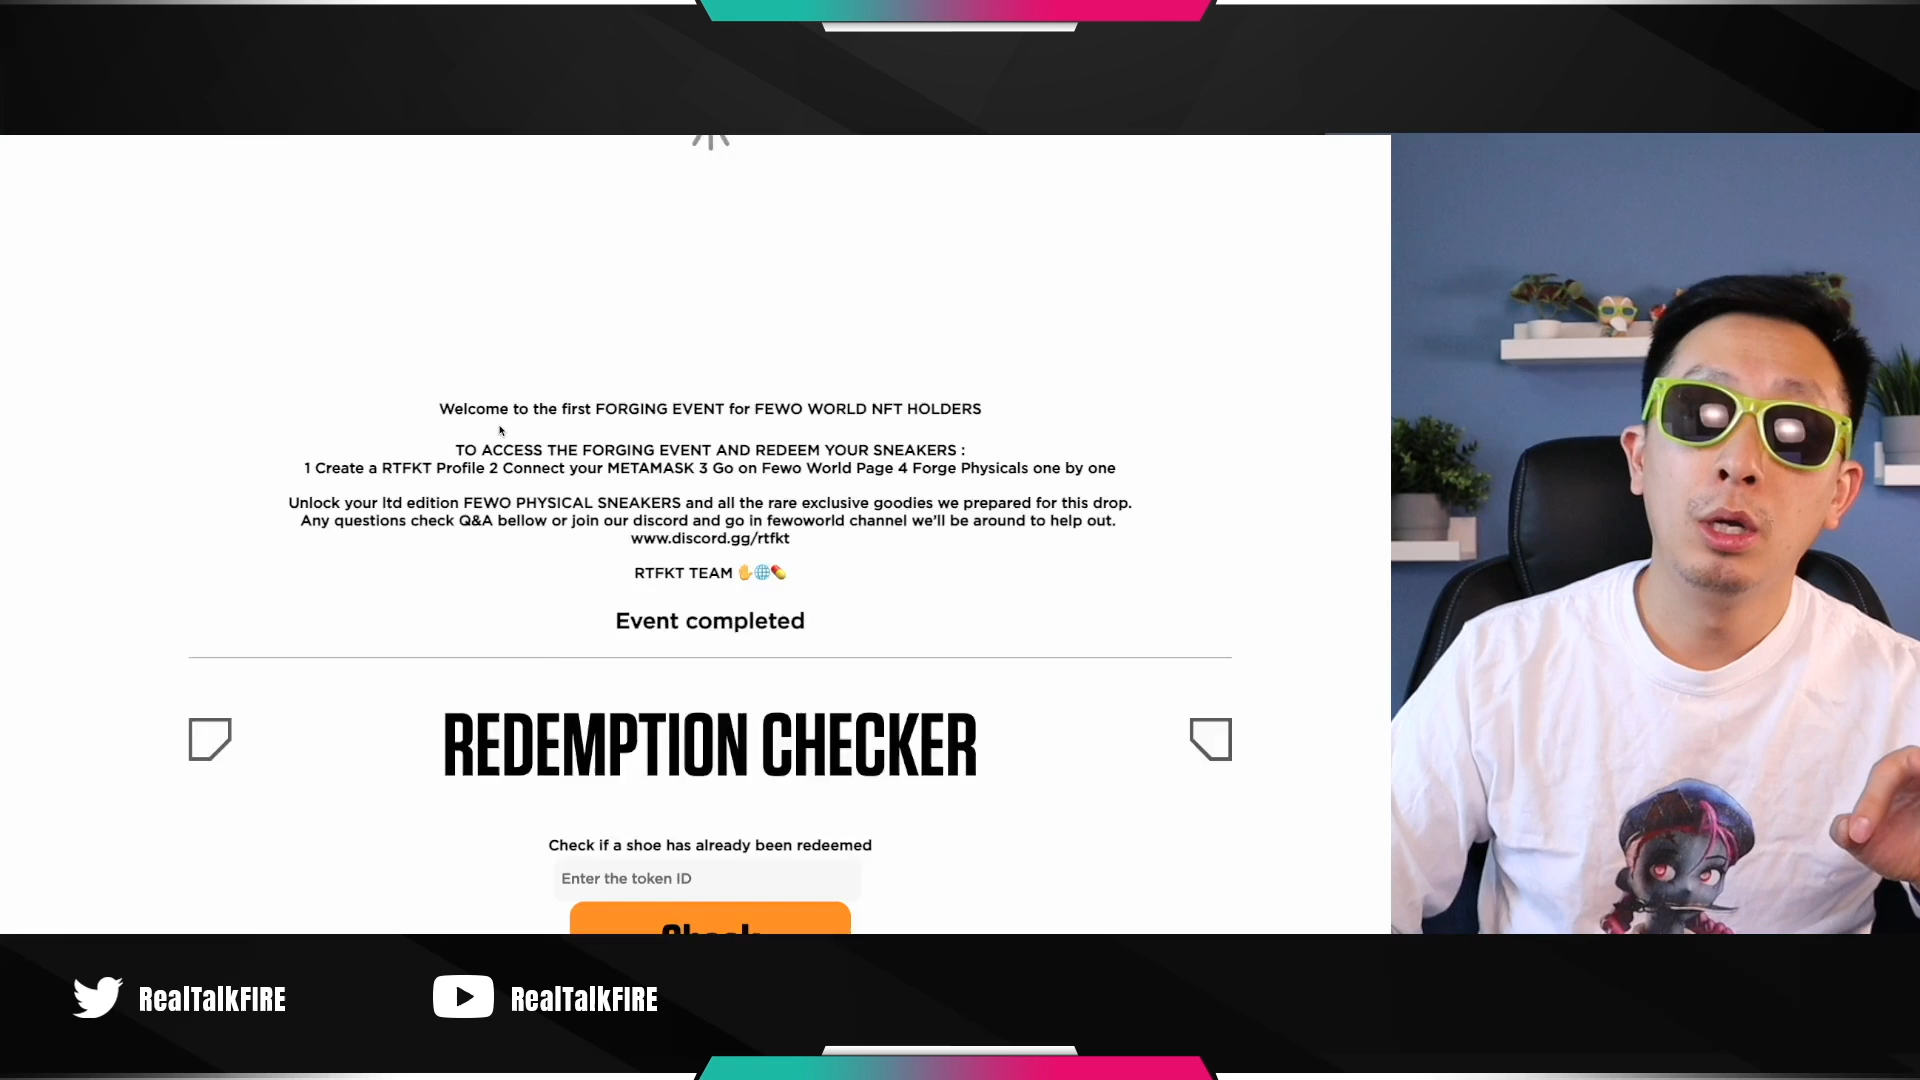 Welcome to the first FORGING EVENT for FEWO WORLD NFT HOLDERS
TO ACCESS THE FORGING EVENT AND REDEEM YOUR SNEAKERS :
1 Create a RTFKT Profile 2 Connect your METAMASK 3 Go on Fewo World Page 4 Forge Physicals one by one
Unlock your ltd edition FEWO PHYSICAL SNEAKERS and all the rare exclusive goodies we prepared for this drop.
Any questions check Q&A bellow or join our discord and go in fewoworld channel we'll be around to help out.
www.discord.gg/rtfkt
RTFKT TEAM ✋🌐💊
Event completed
REDEMPTION CHECKER
Check if a shoe has already been redeemed
Enter the token ID
Check
RealTalkFIRE
RealTalkFIRE